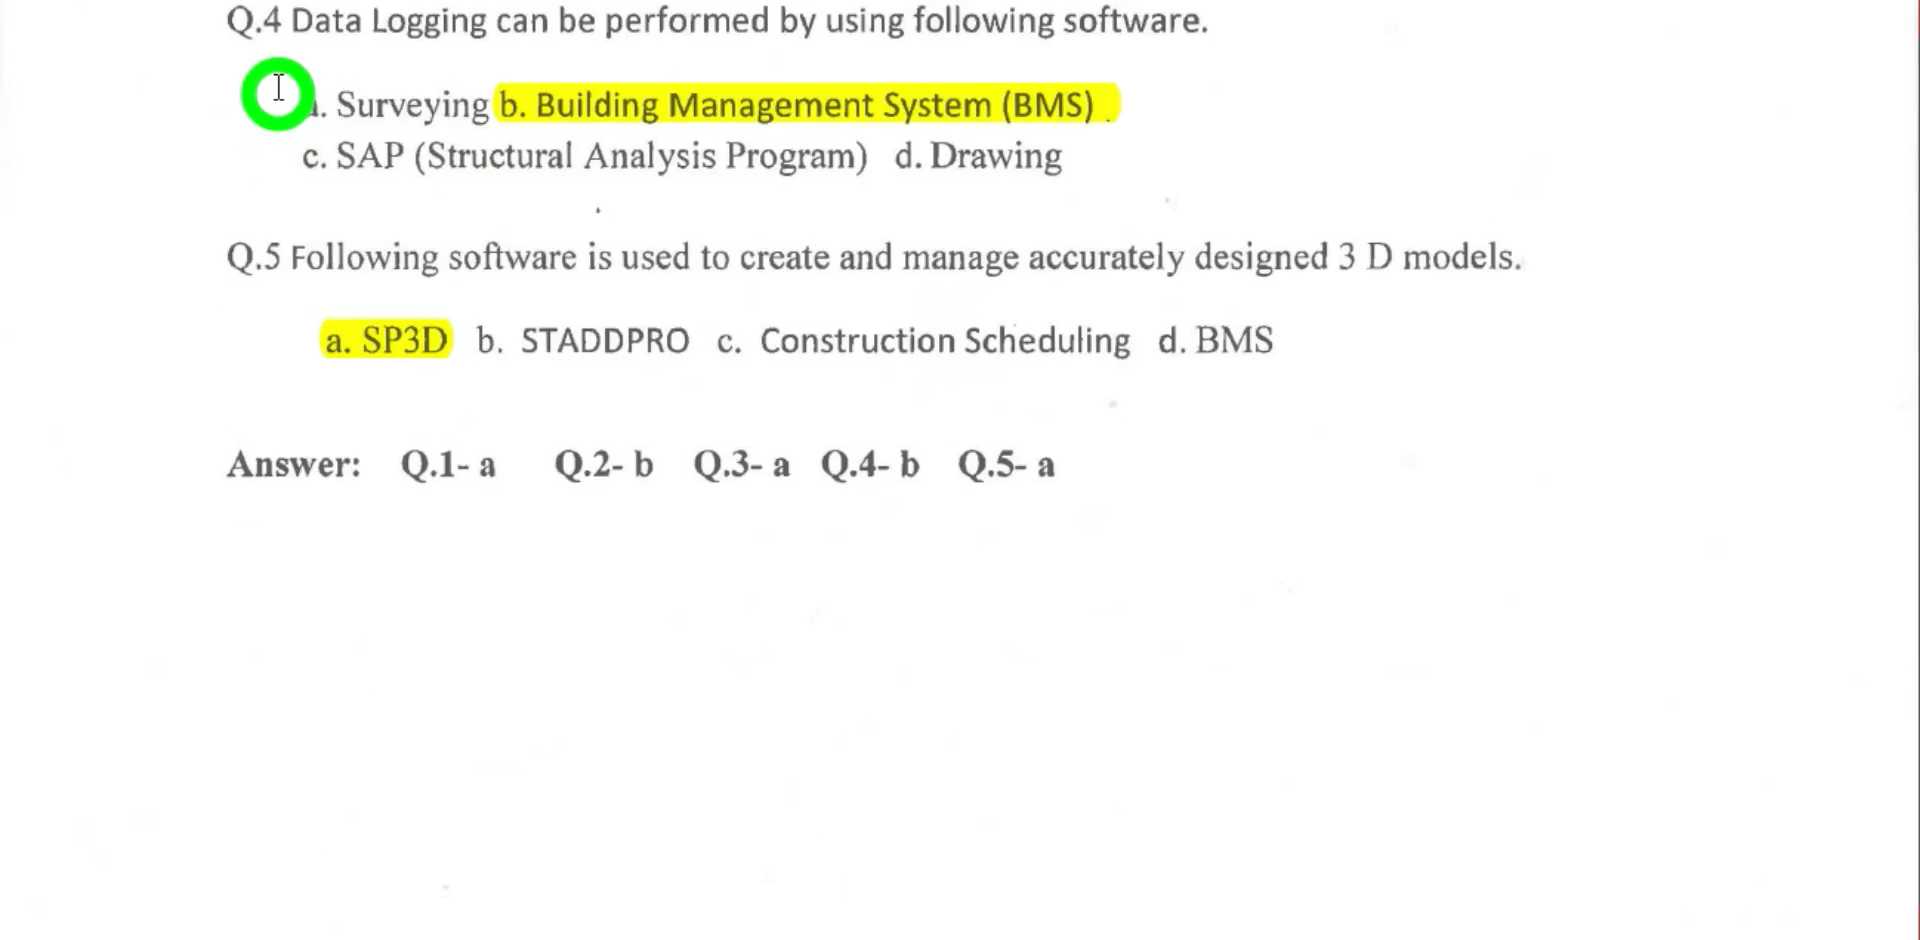 Q.4 Data Logging can be performed by using following software.
. Surveying b. Building Management System (BMS) .
c. SAP (Structural Analysis Program) d. Drawing
Q.5 Following software is used to create and manage accurately designed 3 D models.
a. SP3D b. STADDPRO c. Construction Scheduling d. BMS
Answer: Q.1- a Q.2- b Q.3- a Q.4- b Q.5- a